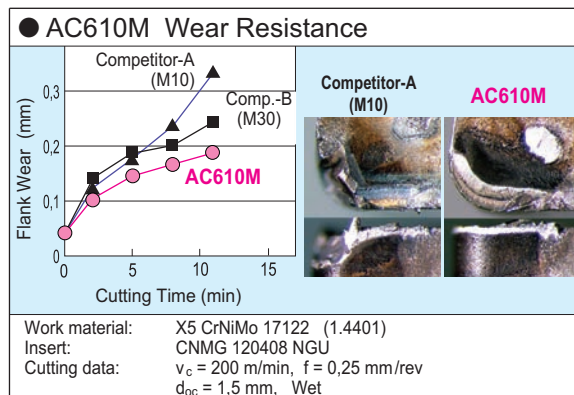 ● AC610M Wear Resistance
Competitor-A
(M10)
Comp.-B
(M30)
AC610M
Flank Wear (mm)
0,3
0,2
0,1
0
0
5
10
15
Cutting Time (min)
Competitor-A
(M10)
AC610M
Work material: X5 CrNiMo 17122 (1.4401)
Insert: CNMG 120408 NGU
Cutting data: vc = 200 m/min, f = 0,25 mm/rev
doc = 1,5 mm, Wet